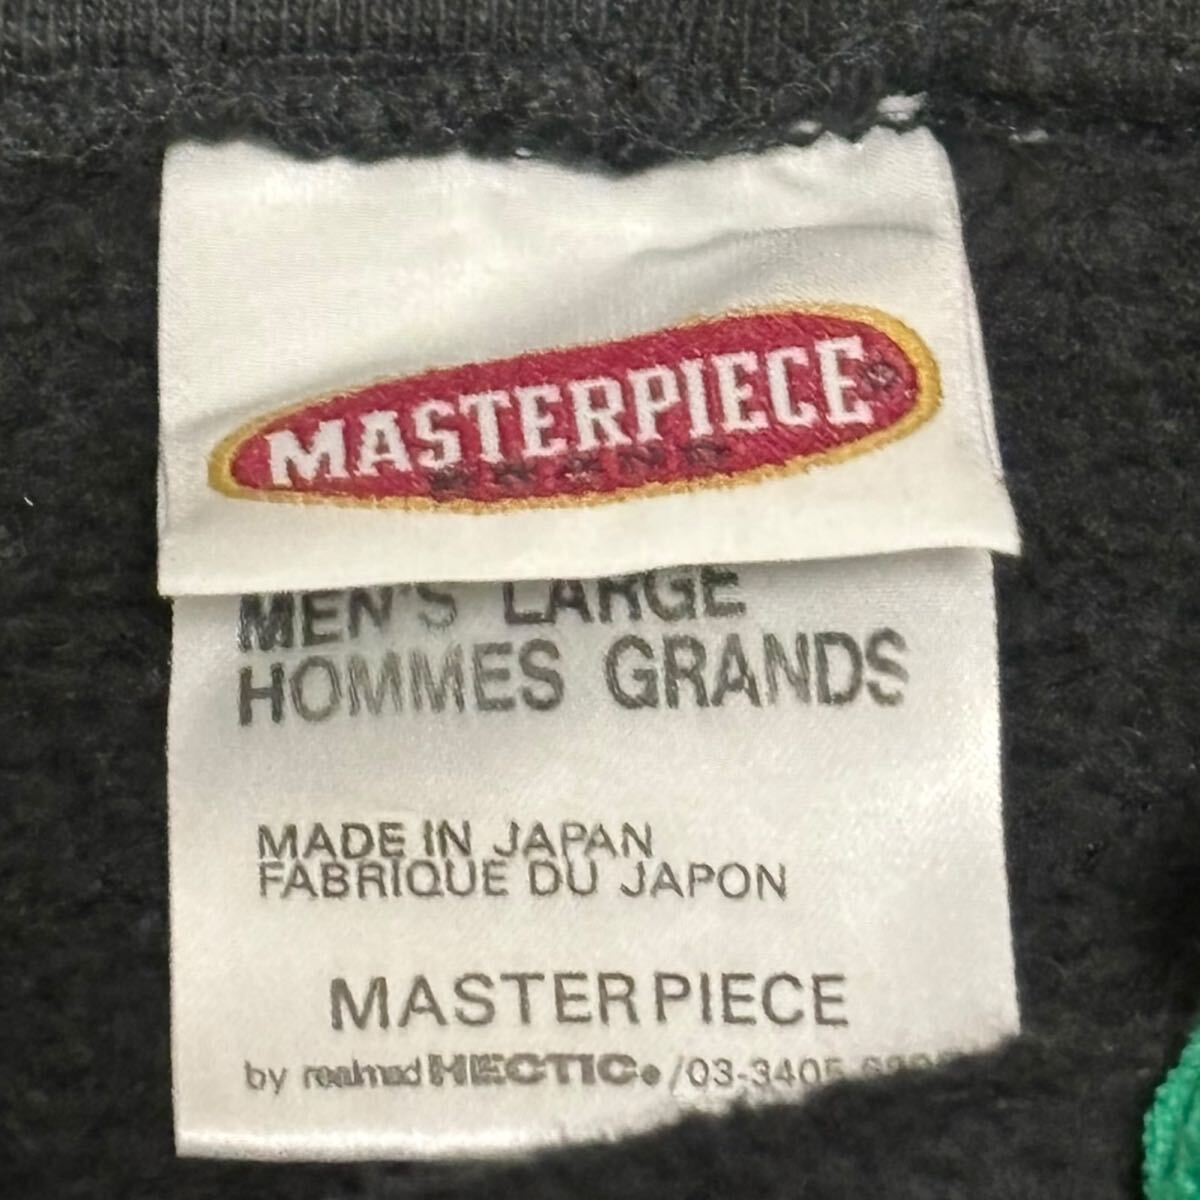 MASTERPIECE
MEN'S LARGE
HOMMES GRANDS
MADE IN JAPAN
FABRIQUE DU JAPON
MASTERPIECE
by realmad HECTIC. /03-3405